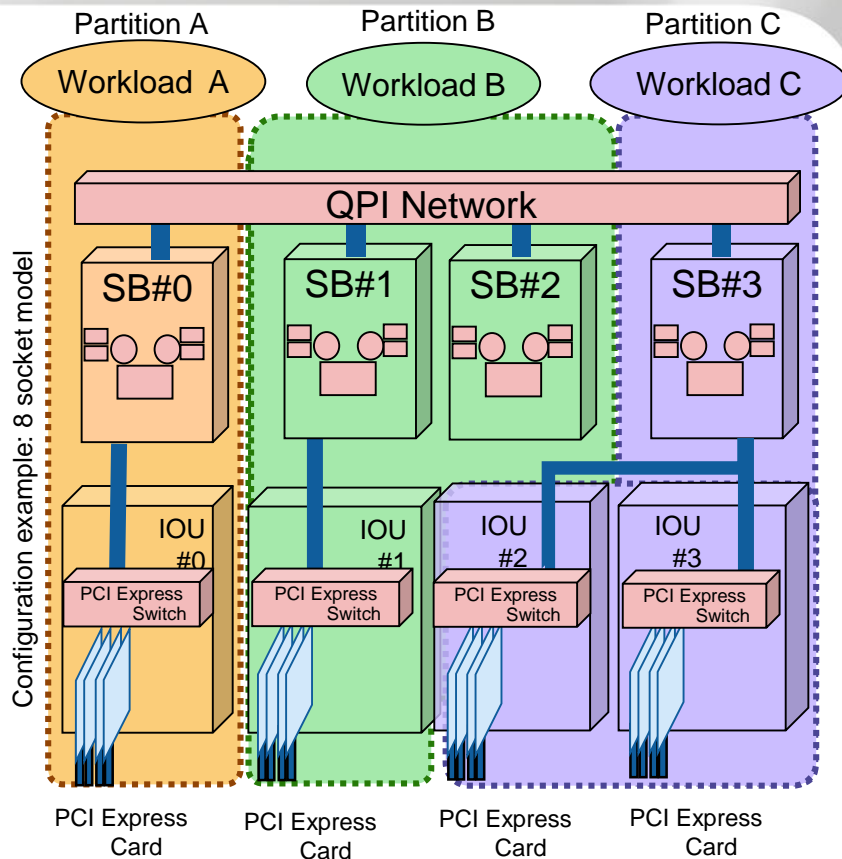 Partition A
Partition B
Partition C
Workload A
Workload B
Workload C
QPI Network
SB#0
SB#1
SB#2
SB#3
Configuration example: 8 socket model
IOU
#0
IOU
#1
IOU
#2
IOU
#3
PCI Express
Switch
PCI Express
Switch
PCI Express
Switch
PCI Express
Switch
PCI Express
Card
PCI Express
Card
PCI Express
Card
PCI Express
Card